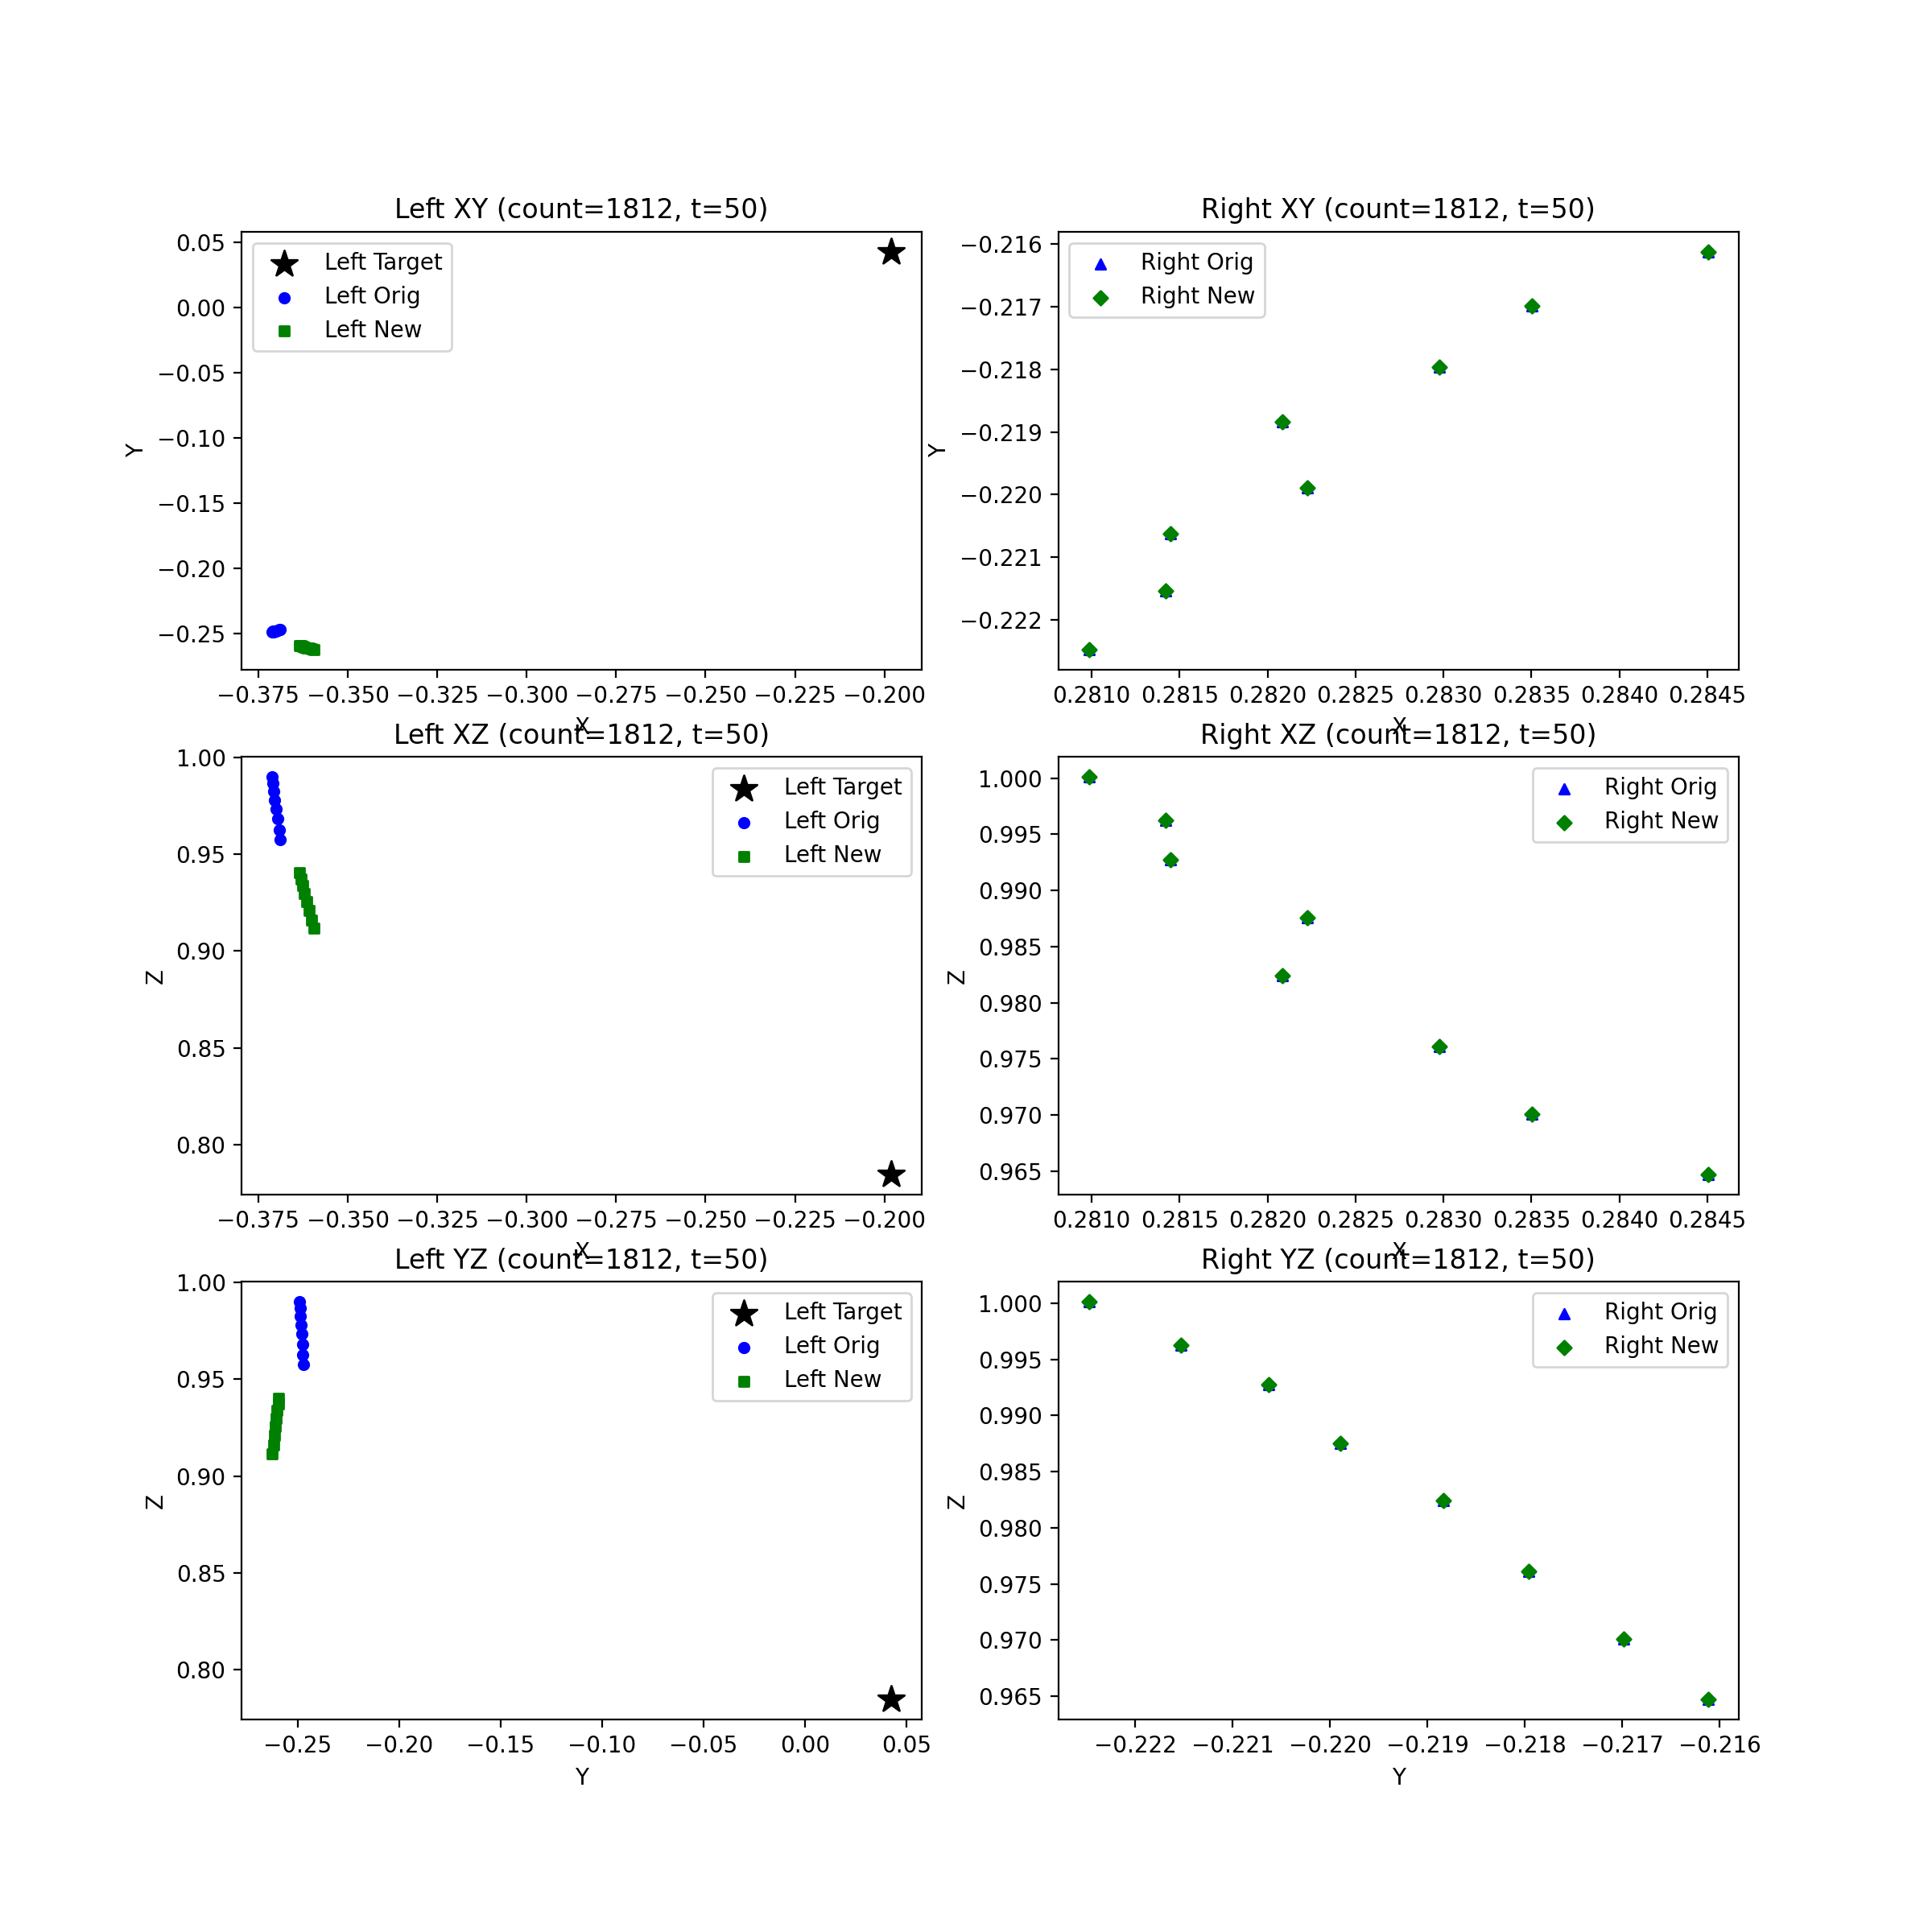 Left XY (count=1812, t=50)
0.05
0.00
−0.05
−0.10
−0.15
−0.20
−0.25
Y
Left Target
Left Orig
Left New
−0.375 −0.350 −0.325 −0.300 −0.275 −0.250 −0.225 −0.200
X
Right XY (count=1812, t=50)
−0.216
−0.217
−0.218
−0.219
−0.220
−0.221
−0.222
Y
Right Orig
Right New
0.2810 0.2815 0.2820 0.2825 0.2830 0.2835 0.2840 0.2845
X
Left XZ (count=1812, t=50)
1.00
0.95
0.90
0.85
0.80
Z
Left Target
Left Orig
Left New
−0.375 −0.350 −0.325 −0.300 −0.275 −0.250 −0.225 −0.200
X
Right XZ (count=1812, t=50)
1.000
0.995
0.990
0.985
0.980
0.975
0.970
0.965
Z
Right Orig
Right New
0.2810 0.2815 0.2820 0.2825 0.2830 0.2835 0.2840 0.2845
X
Left YZ (count=1812, t=50)
1.00
0.95
0.90
0.85
0.80
Z
Left Target
Left Orig
Left New
−0.25 −0.20 −0.15 −0.10 −0.05 0.00 0.05
Y
Right YZ (count=1812, t=50)
1.000
0.995
0.990
0.985
0.980
0.975
0.970
0.965
Z
Right Orig
Right New
−0.222 −0.221 −0.220 −0.219 −0.218 −0.217 −0.216
Y